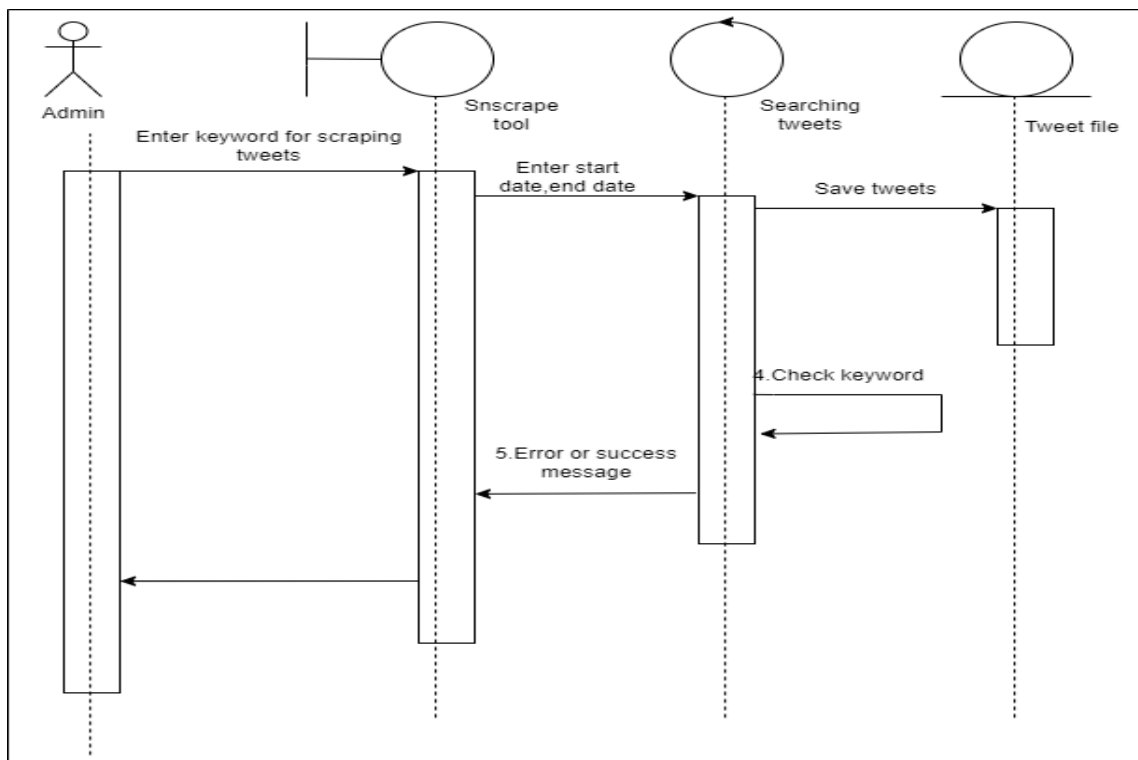 Admin
Snscrape
tool
Searching
tweets
Tweet file
Enter keyword for scraping
tweets
Enter start
date,end date
Save tweets
4.Check keyword
5.Error or success
message